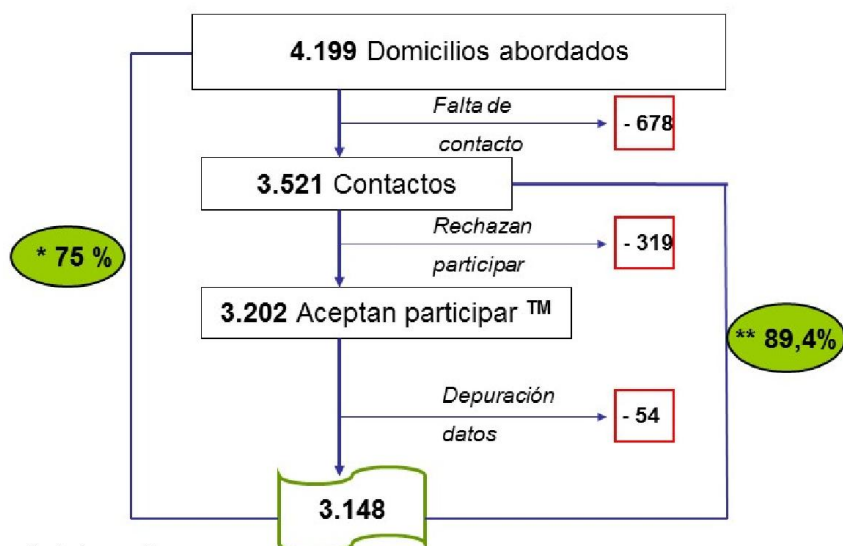 4.199 Domicilios abordados
Falta de
contacto
- 678
3.521 Contactos
Rechazan
participar
- 319
* 75 %
3.202 Aceptan participar ™
** 89,4%
Depuración
datos
- 54
3.148